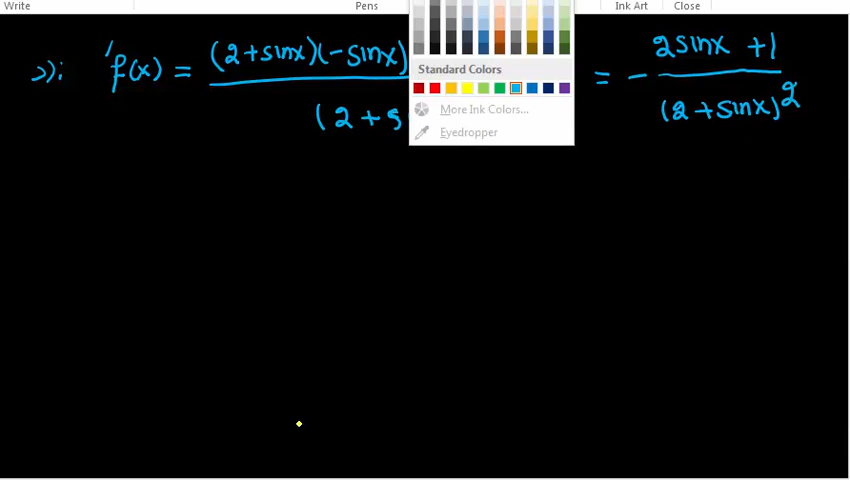 Write Pens Ink Art Close
>>: f'(x) = (2+sinx)(-sinx) = - 2sinx +1
(2+s (2+sinx)2
Standard Colors
More Ink Colors...
Eyedropper